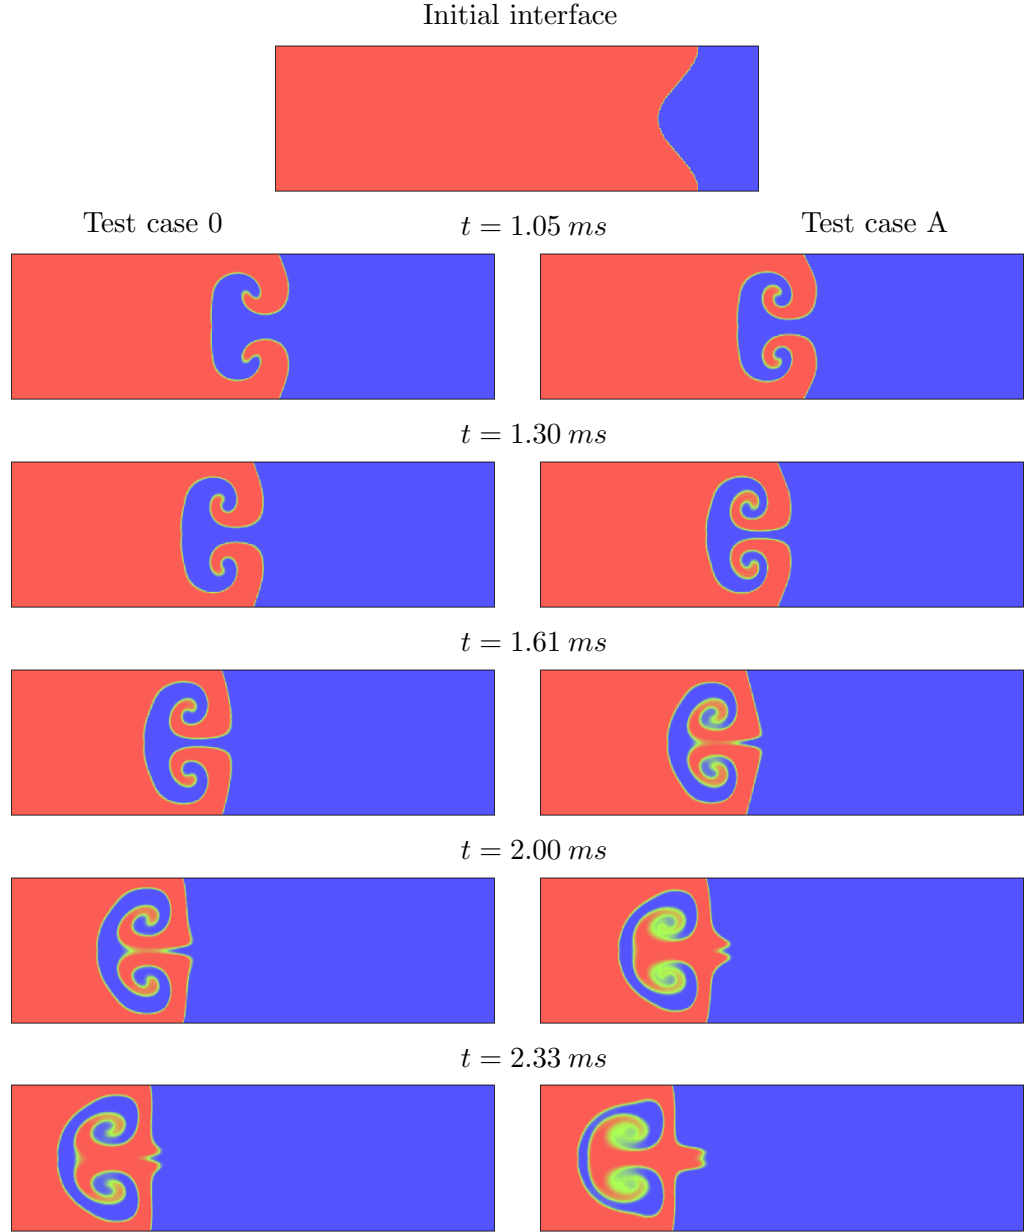 Initial interface
Test case 0 t = 1.05 ms Test case A
t = 1.30 ms
t = 1.61 ms
t = 2.00 ms
t = 2.33 ms